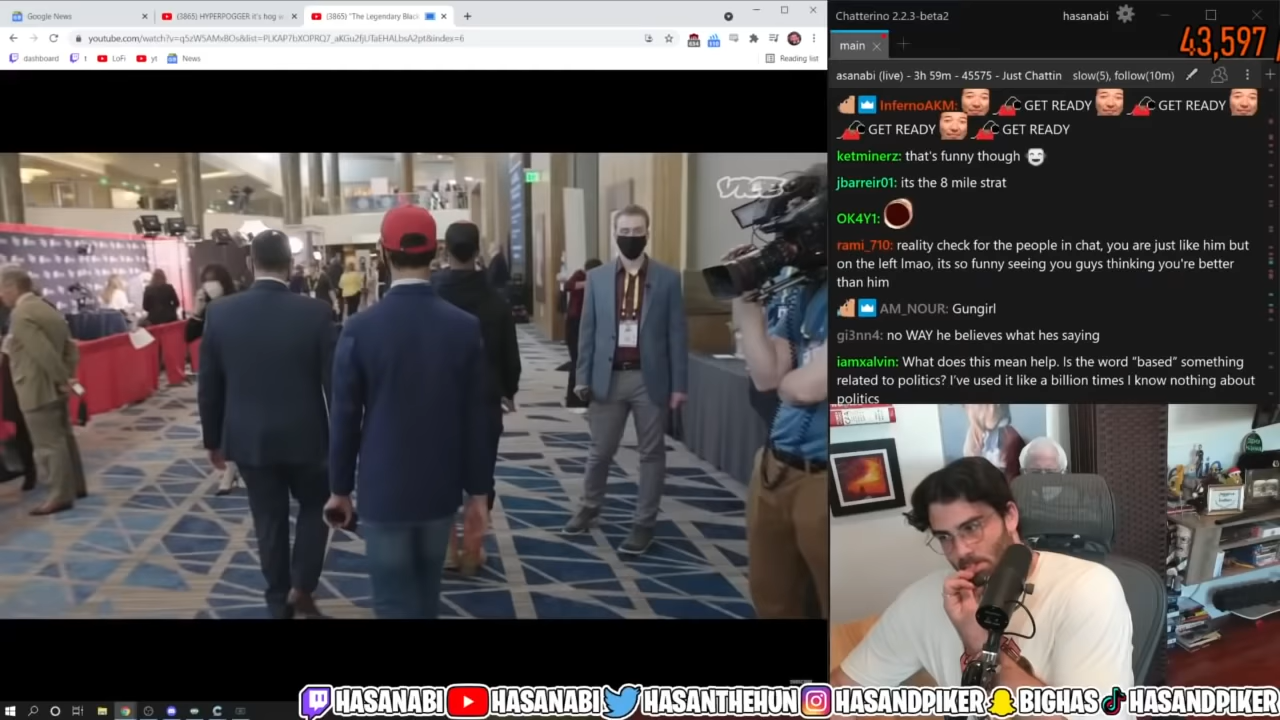 Google News
(3865) HYPERPOGGER it's hog
(3865) "The Legendary Black
youtube.com/watch?v=q5zW5AMxBOs&list=PLKAP7bXOPRQ7_aKGu2fjUTaEHALbsA2pt&index=6
dashboard
t
LoFi
yt
News
Reading list
VICE
Chatterino 2.2.3-beta2
hasanabi
43,597
main
asanabi (live) - 3h 59m - 45575 - Just Chattin
slow(5), follow(10m)
InfernoAKM: GET READY GET READY
GET READY GET READY
ketminerz: that's funny though
jbarreir01: its the 8 mile strat
OK4Y1:
rami_710: reality check for the people in chat, you are just like him but
on the left lmao, its so funny seeing you guys thinking you're better
than him
AM_NOUR: Gungirl
gi3nn4: no WAY he believes what hes saying
iamxalvin: What does this mean help. Is the word "based" something
related to politics? I've used it like a billion times I know nothing about
politics
HASANABI HASANABI HASANTHEHUN HASANDPIKER BIGHAS HASANDPIKER